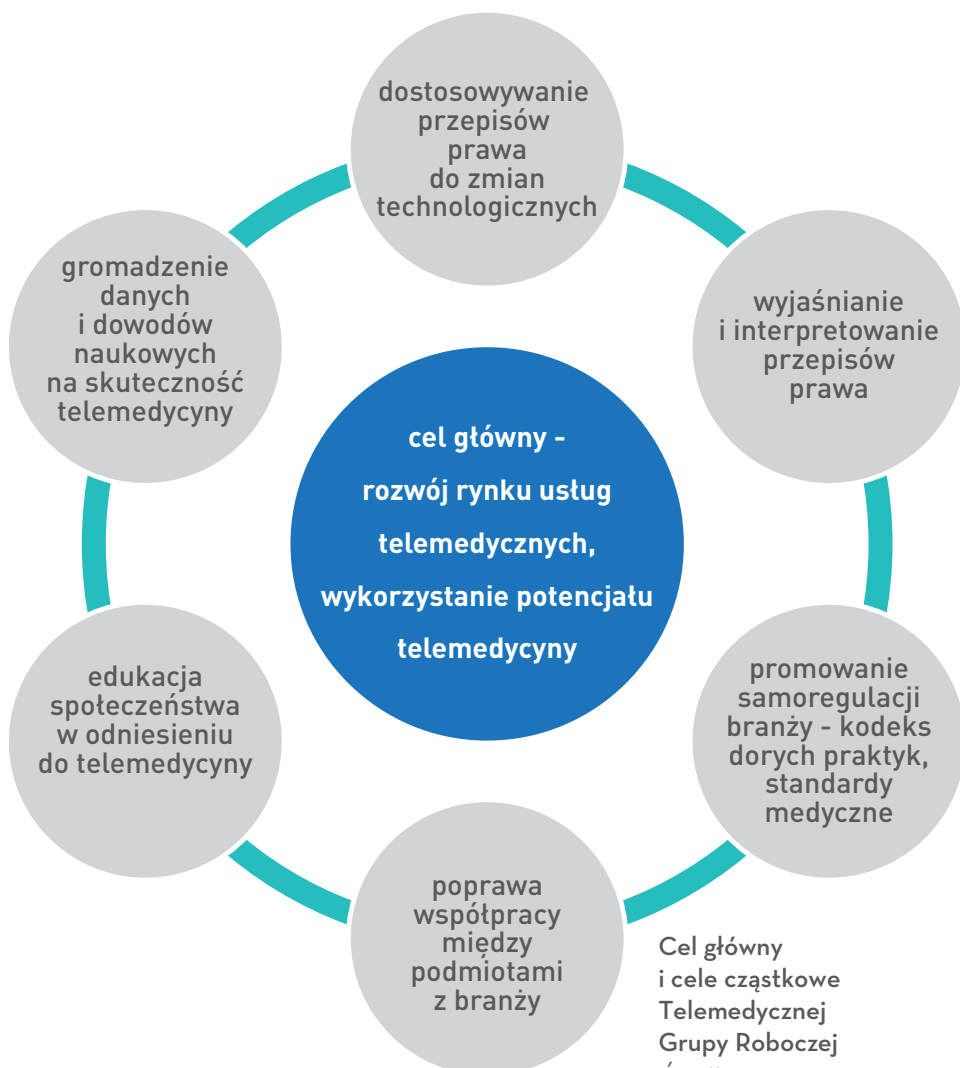 dostosowywanie
przepisów
prawa
do zmian
technologicznych
wyjaśnianie
i interpretowanie
przepisów
prawa
promowanie
samoregulacji
branży - kodeks
dorych praktyk,
standardy
medyczne
poprawa
współpracy
między
podmiotami
z branży
edukacja
społeczeństwa
w odniesieniu
do telemedycyny
gromadzenie
danych
i dowodów
naukowych
na skuteczność
telemedycyny
cel główny -
rozwój rynku usług
telemedycznych,
wykorzystanie potencjału
telemedycyny
Cel główny
i cele cząstkowe
Telemedycznej
Grupy Roboczej